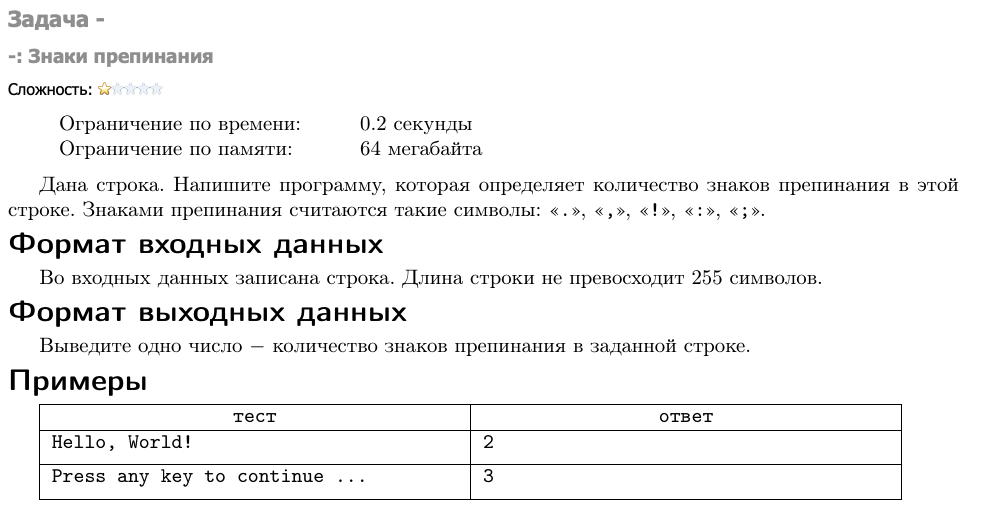 Задача -
-: Знаки препинания
Сложность:
Ограничение по времени: 0.2 секунды
Ограничение по памяти: 64 мегабайта
Дана строка. Напишите программу, которая определяет количество знаков препинания в этой
строке. Знаками препинания считаются такие символы: «.», «,», «!», «:», «;».
Формат входных данных
Во входных данных записана строка. Длина строки не превосходит 255 символов.
Формат выходных данных
Выведите одно число – количество знаков препинания в заданной строке.
Примеры
тест ответ
Hello, World! 2
Press any key to continue ... 3